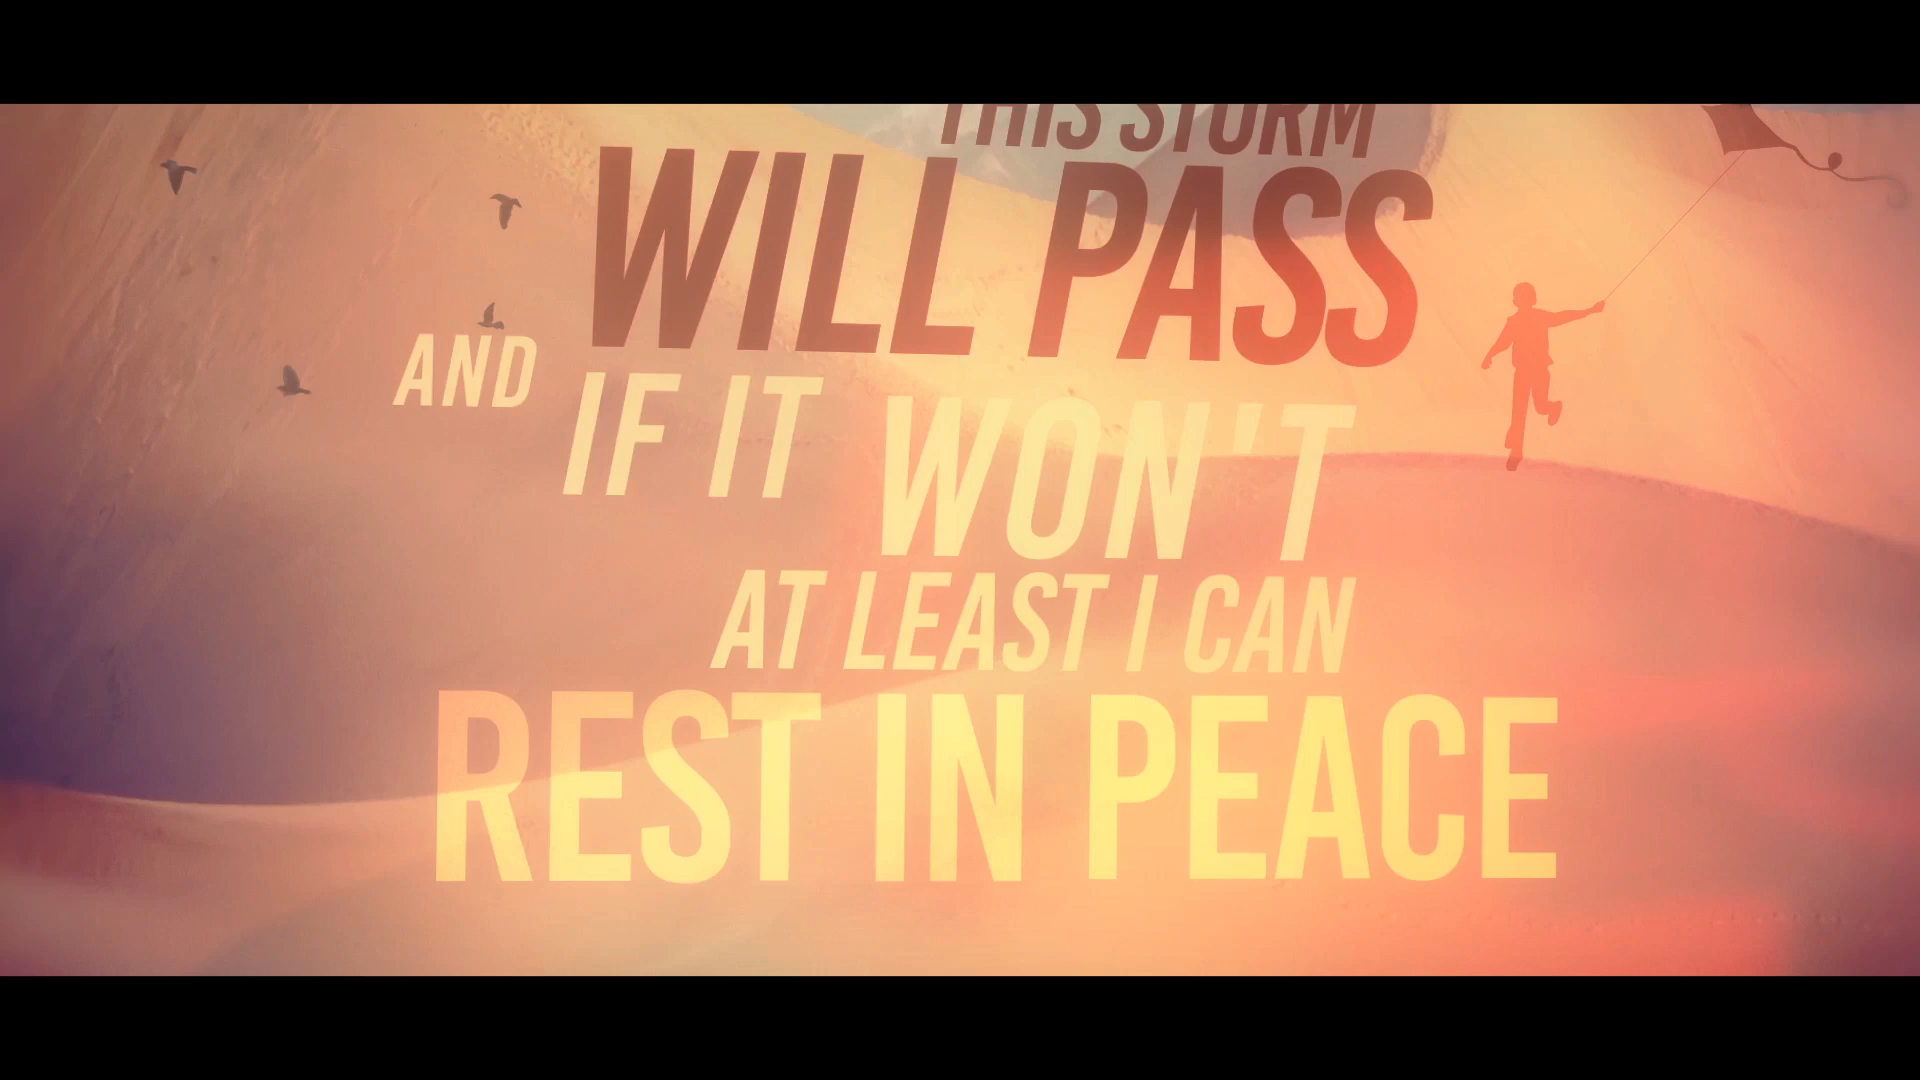 THIS STORM
WILL PASS
AND IF IT WON'T
AT LEAST I CAN
REST IN PEACE